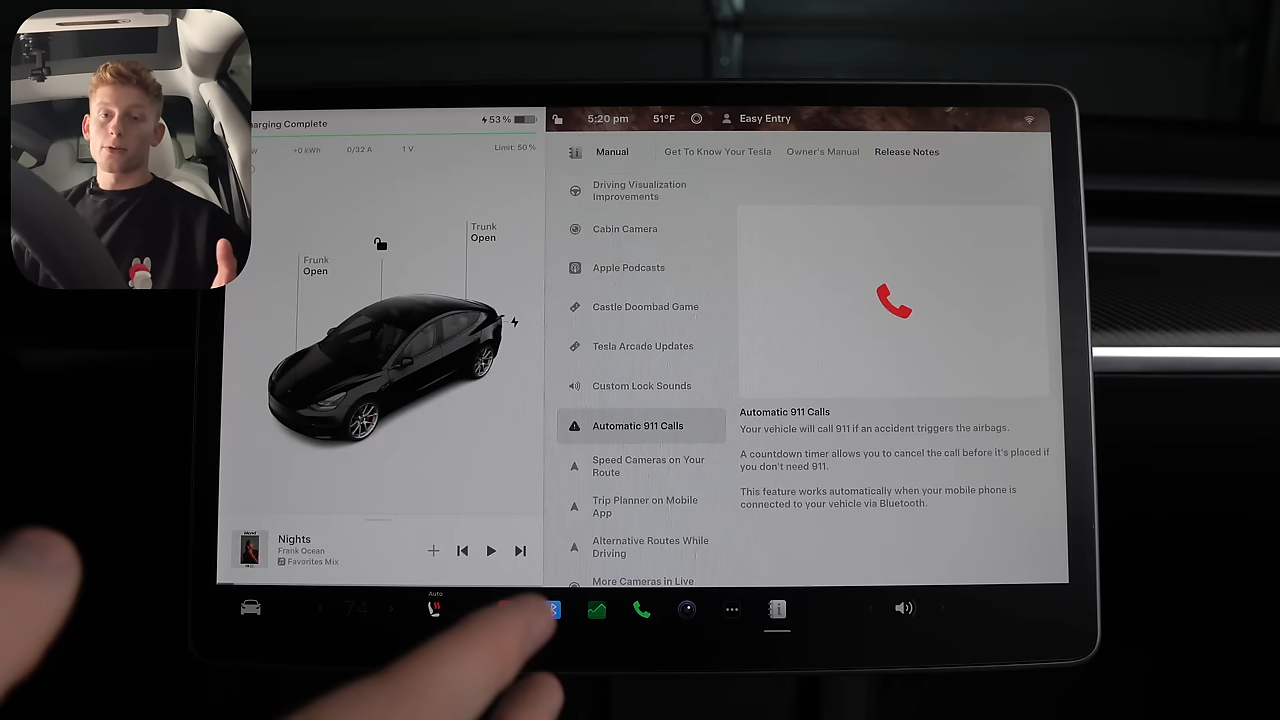 arging Complete
53 %
5:20 pm
51°F
Easy Entry
+0 kWh
0/32 A
1 V
Limit: 50 %
Trunk
Open
Frunk
Open
Nights
Frank Ocean
Favorites Mix
Manual
Get To Know Your Tesla
Owner's Manual
Release Notes
Driving Visualization
Improvements
Cabin Camera
Apple Podcasts
Castle Doombad Game
Tesla Arcade Updates
Custom Lock Sounds
Automatic 911 Calls
Speed Cameras on Your
Route
Trip Planner on Mobile
App
Alternative Routes While
Driving
More Cameras in Live
Automatic 911 Calls
Your vehicle will call 911 if an accident triggers the airbags.
A countdown timer allows you to cancel the call before it's placed if
you don't need 911.
This feature works automatically when your mobile phone is
connected to your vehicle via Bluetooth.
74
Auto